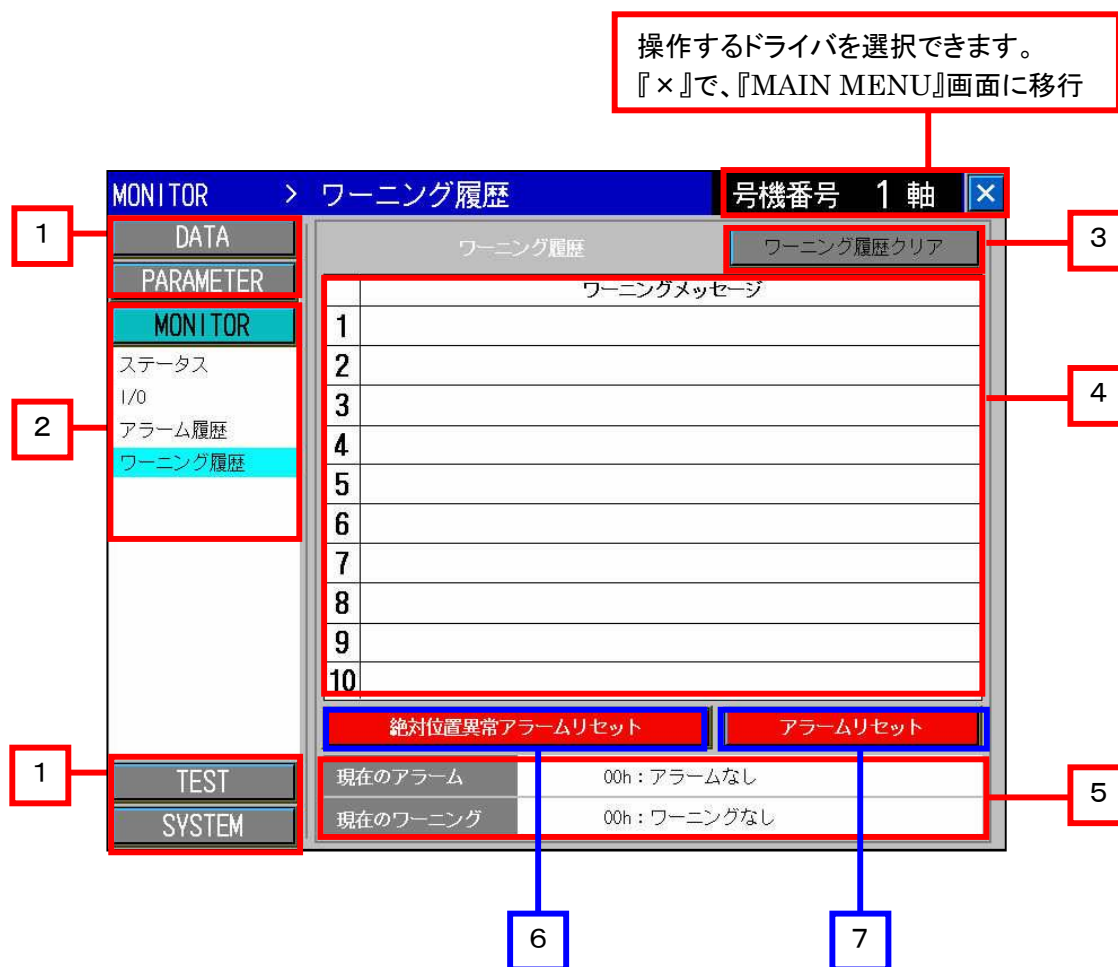 操作するドライバを選択できます。
『×』で、『MAIN MENU』画面に移行
MONITOR > ワーニング履歴
号機番号 1 軸 ×
1
DATA
PARAMETER
2
MONITOR
ステータス
I/O
アラーム履歴
ワーニング履歴
1
TEST
SYSTEM
ワーニング履歴
ワーニング履歴クリア
3
ワーニングメッセージ
1
2
3
4
5
6
7
8
9
10
4
絶対位置異常アラームリセット
アラームリセット
現在のアラーム 00h:アラームなし
現在のワーニング 00h:ワーニングなし
5
6
7